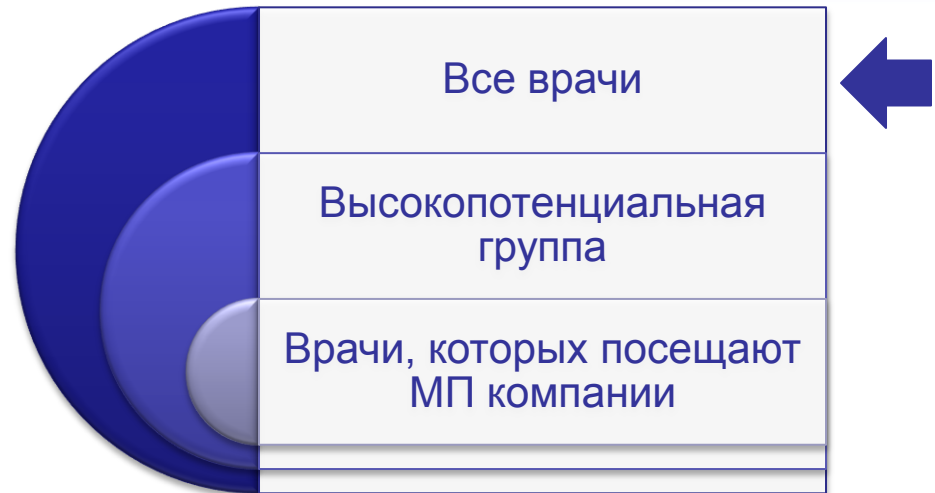 Все врачи
Высокопотенциальная
группа
Врачи, которых посещают
МП компании